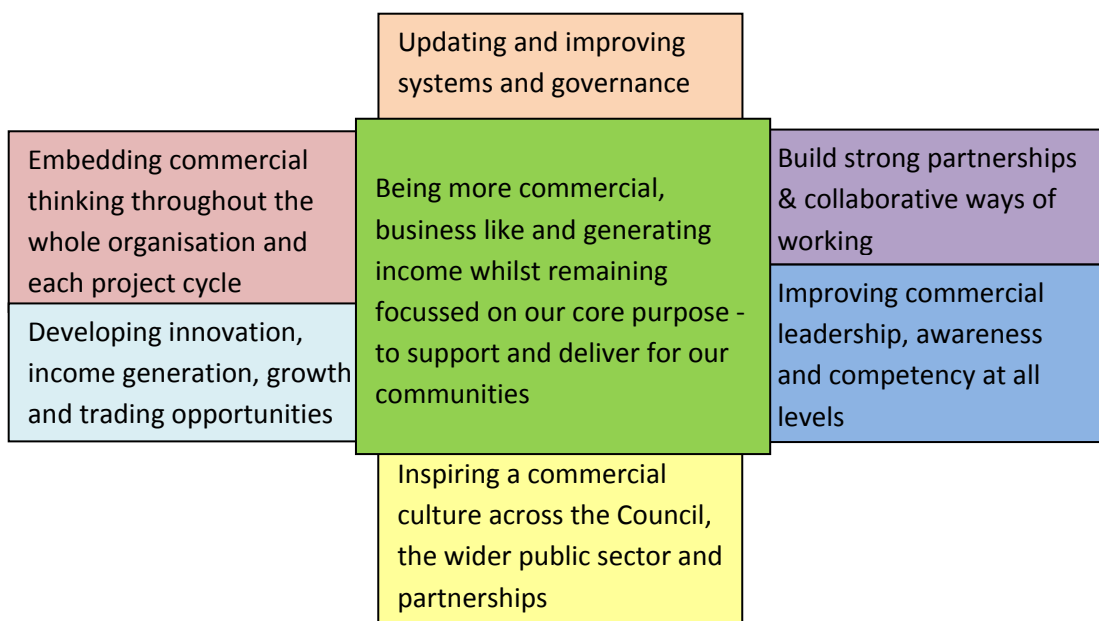 Updating and improving
systems and governance
Embedding commercial
thinking throughout the
whole organisation and
each project cycle
Being more commercial,
business like and generating
income whilst remaining
focussed on our core purpose -
to support and deliver for our
communities
Build strong partnerships
& collaborative ways of
working
Developing innovation,
income generation, growth
and trading opportunities
Improving commercial
leadership, awareness
and competency at all
levels
Inspiring a commercial
culture across the Council,
the wider public sector and
partnerships